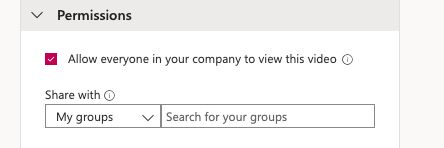 Permissions
Allow everyone in your company to view this video
Share with
My groups Search for your groups